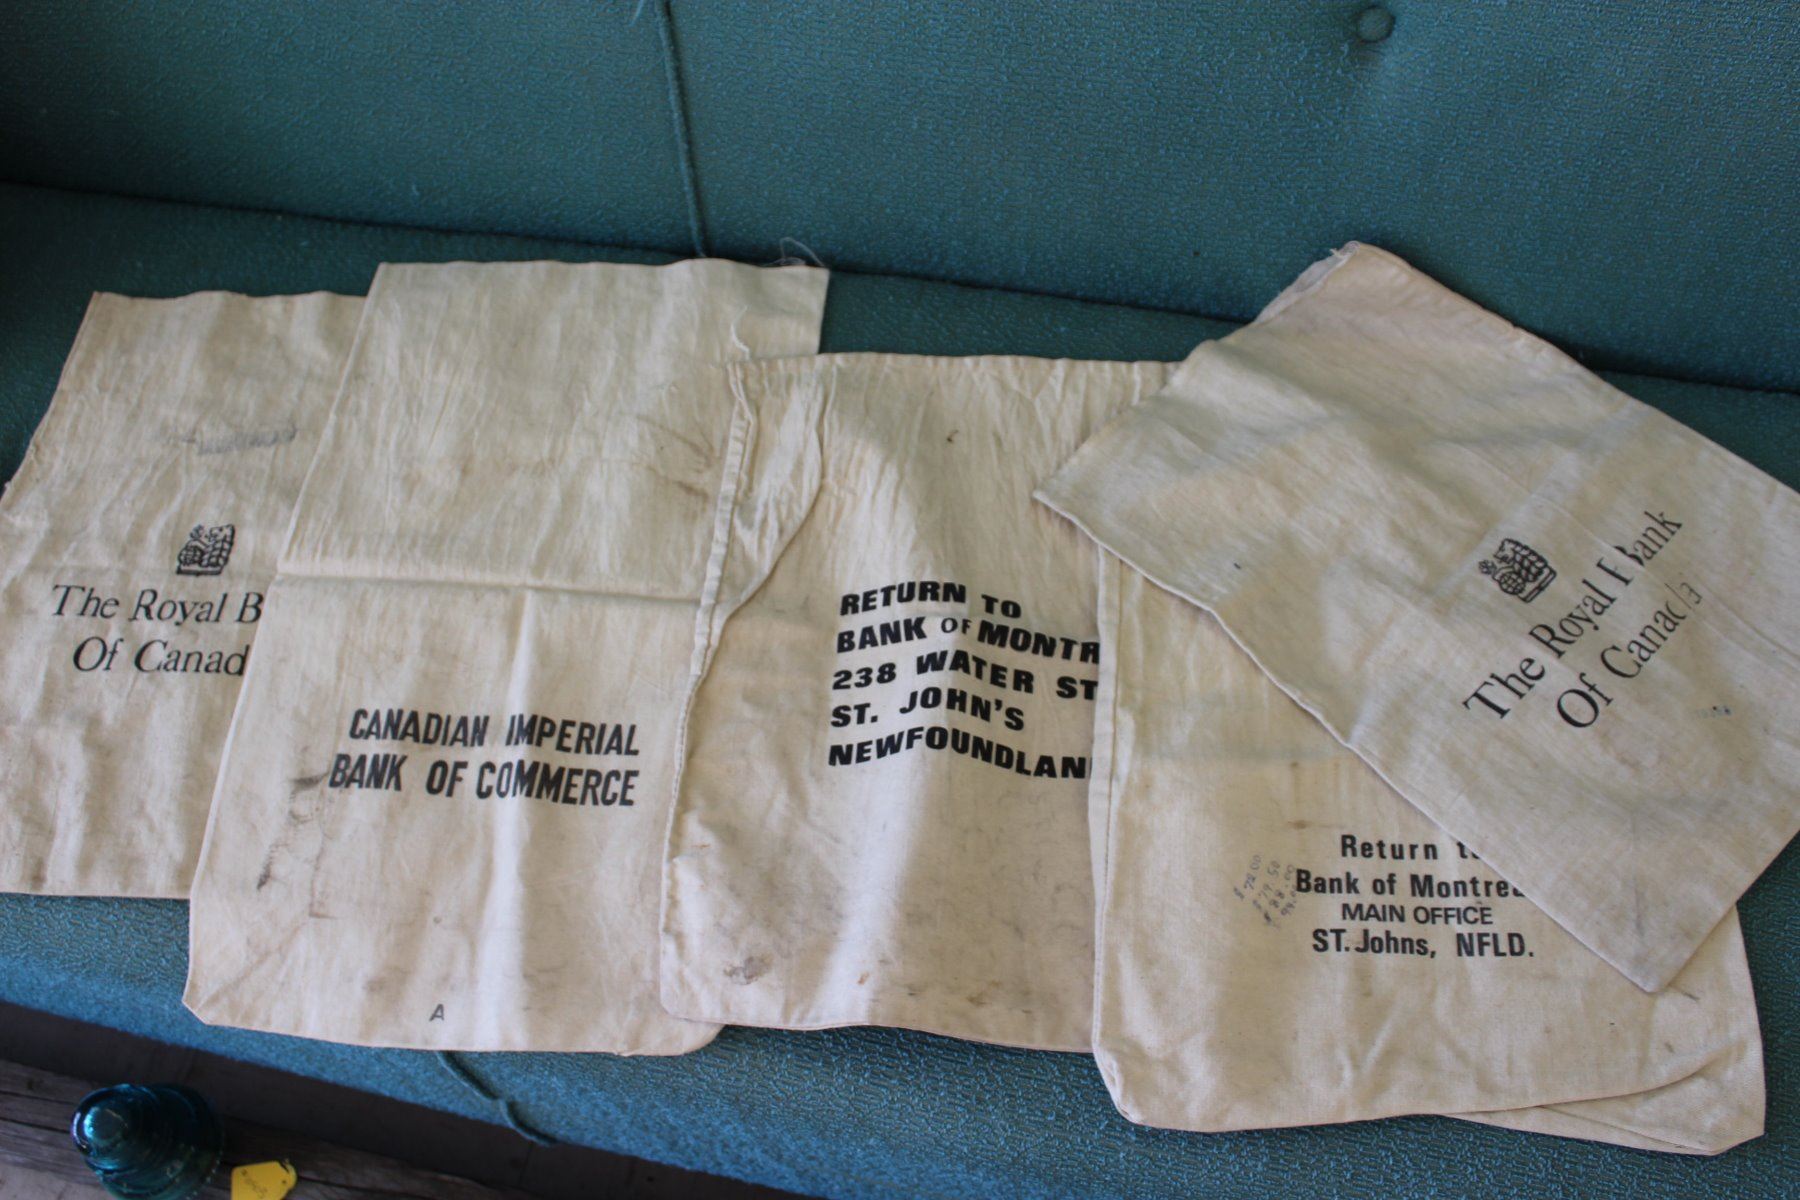 The Royal B
Of Canad
CANADIAN IMPERIAL
BANK OF COMMERCE
A
RETURN TO
BANK OF MONTR
238 WATER ST
ST. JOHN'S
NEWFOUNDLAN
Return t
Bank of Montrea
MAIN OFFICE
ST. Johns, NFLD.
The Royal Bank
Of Canada